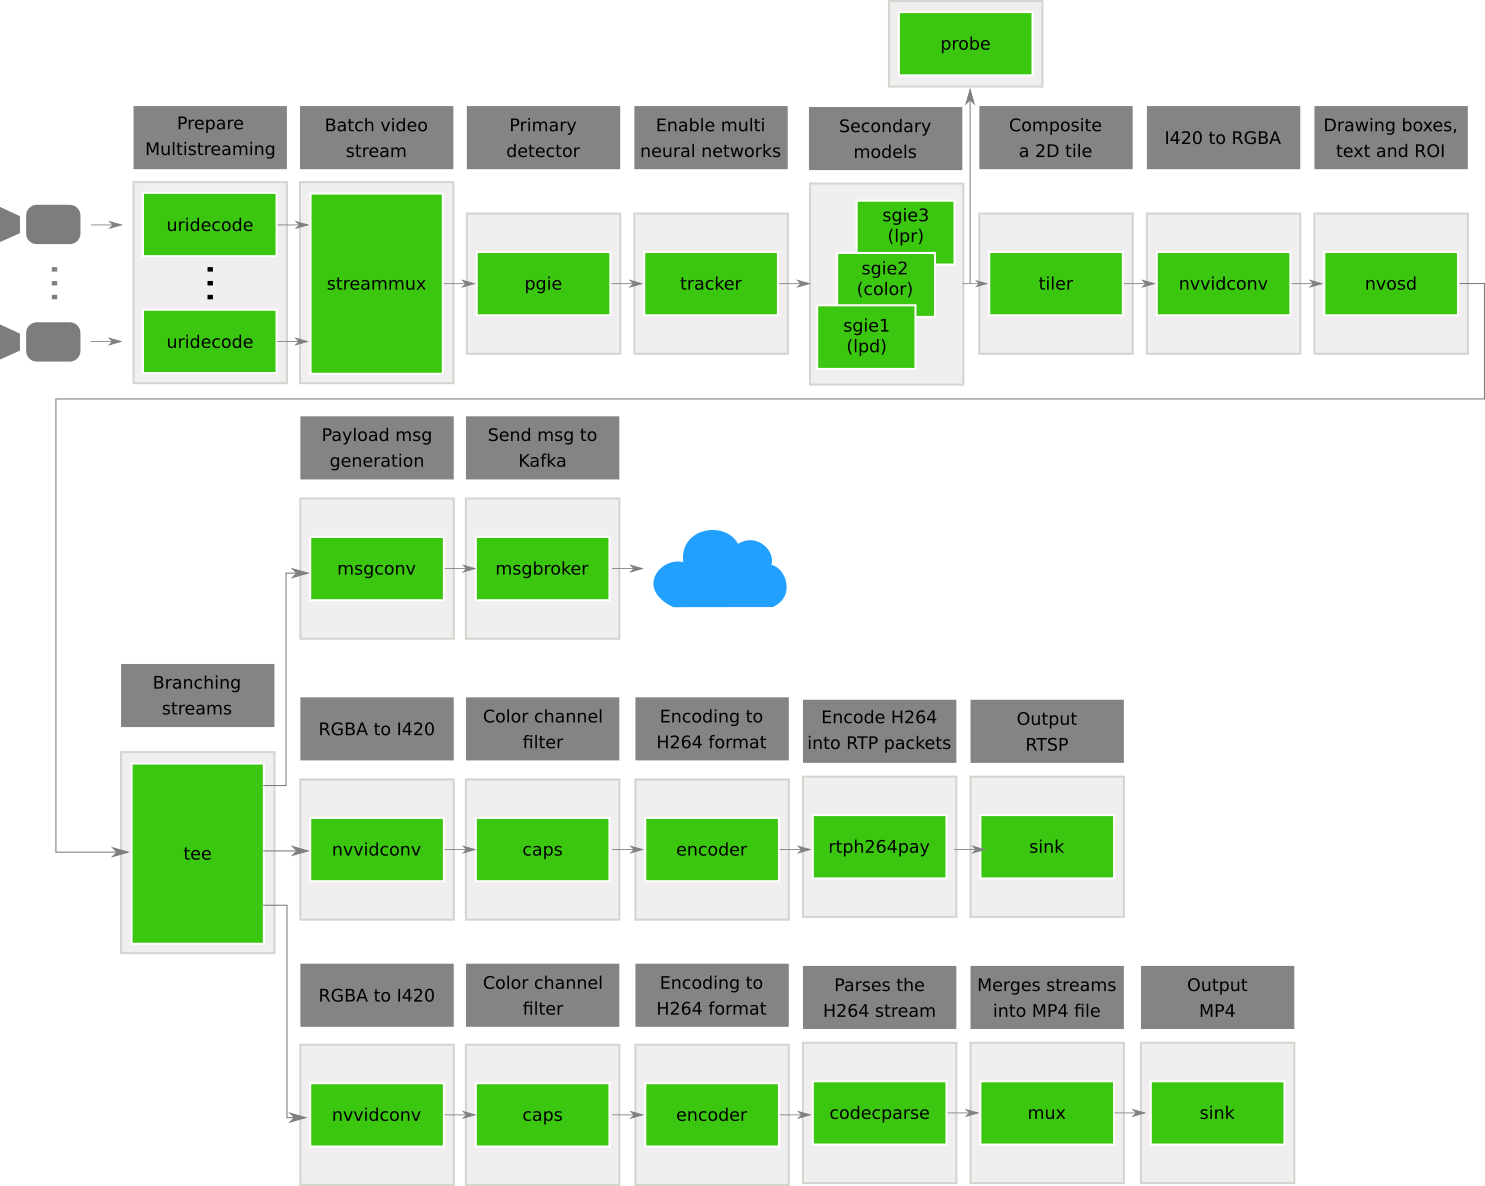 probe
Prepare
Multistreaming
Batch video
stream
Primary
detector
Enable multi
neural networks
Secondary
models
Composite
a 2D tile
I420 to RGBA
Drawing boxes,
text and ROI
uridecode
uridecode
streammux
pgie
tracker
sgie3
(lpr)
sgie2
(color)
sgie1
(lpd)
tiler
nvvidconv
nvosd
Payload msg
generation
Send msg to
Kafka
msgconv
msgbroker
Branching
streams
tee
RGBA to I420
Color channel
filter
Encoding to
H264 format
Encode H264
into RTP packets
Output
RTSP
nvvidconv
caps
encoder
rtph264pay
sink
RGBA to I420
Color channel
filter
Encoding to
H264 format
Parses the
H264 stream
Merges streams
into MP4 file
Output
MP4
nvvidconv
caps
encoder
codecparse
mux
sink